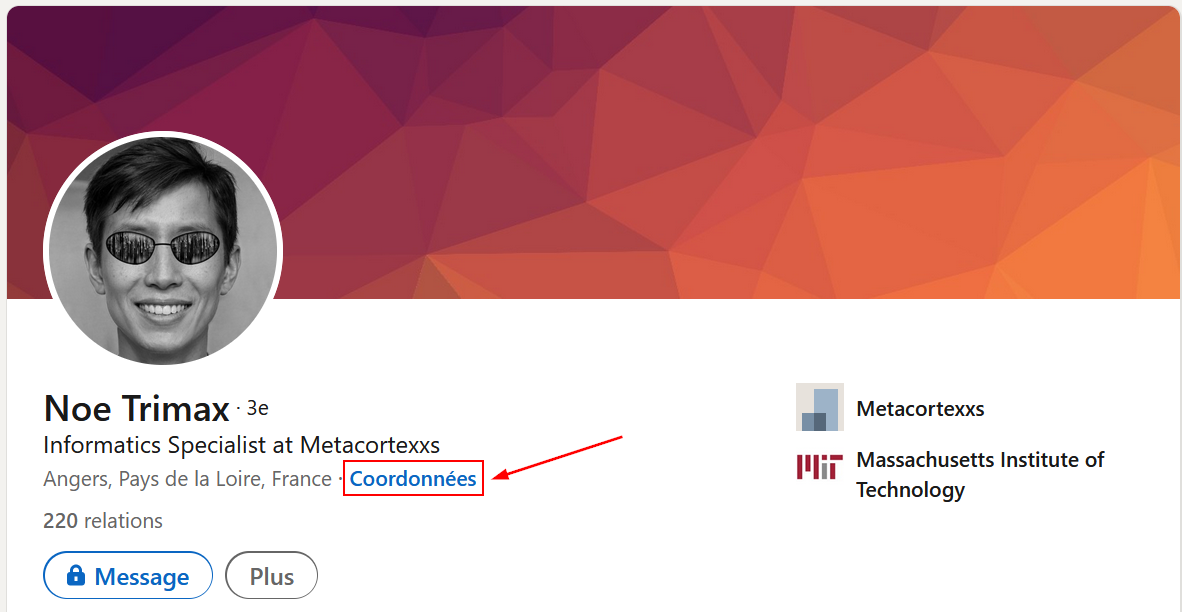 Noe Trimax · 3e
Informatics Specialist at Metacortexxs
Angers, Pays de la Loire, France · Coordonnées
220 relations
Message
Plus
Metacortexxs
MIT
Massachusetts Institute of
Technology